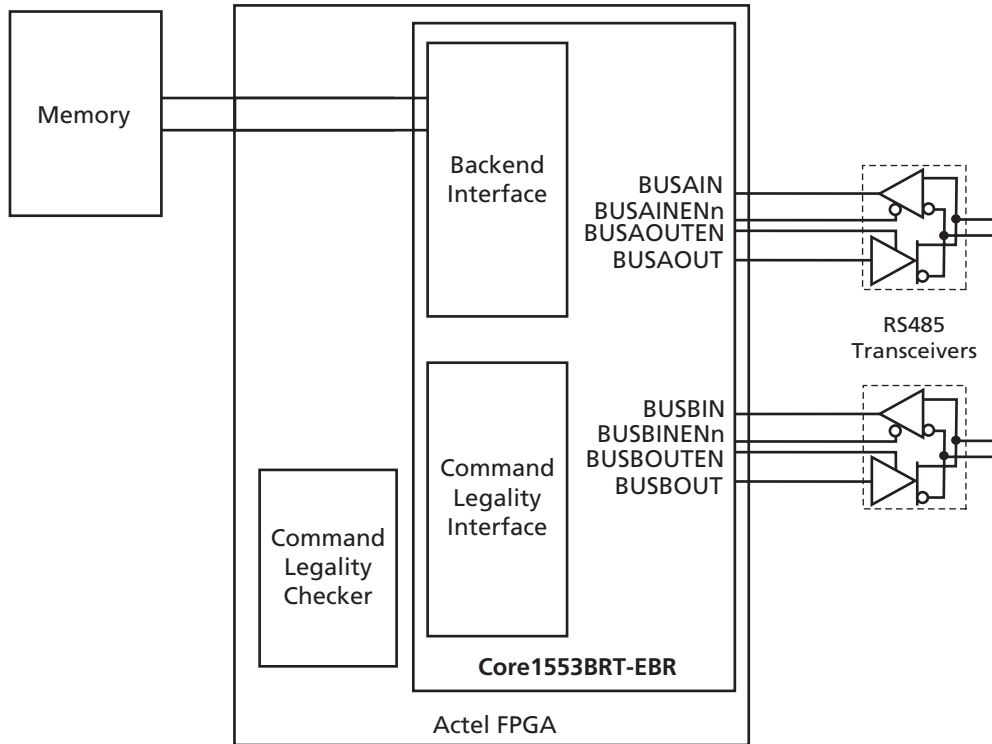 Memory
Backend
Interface
BUSAIN
BUSAINENn
BUSAOUTEN
BUSAOUT
RS485
Transceivers
BUSBIN
BUSBINENn
BUSBOUTEN
BUSBOUT
Command
Legality
Interface
Command
Legality
Checker
Core1553BRT-EBR
Actel FPGA